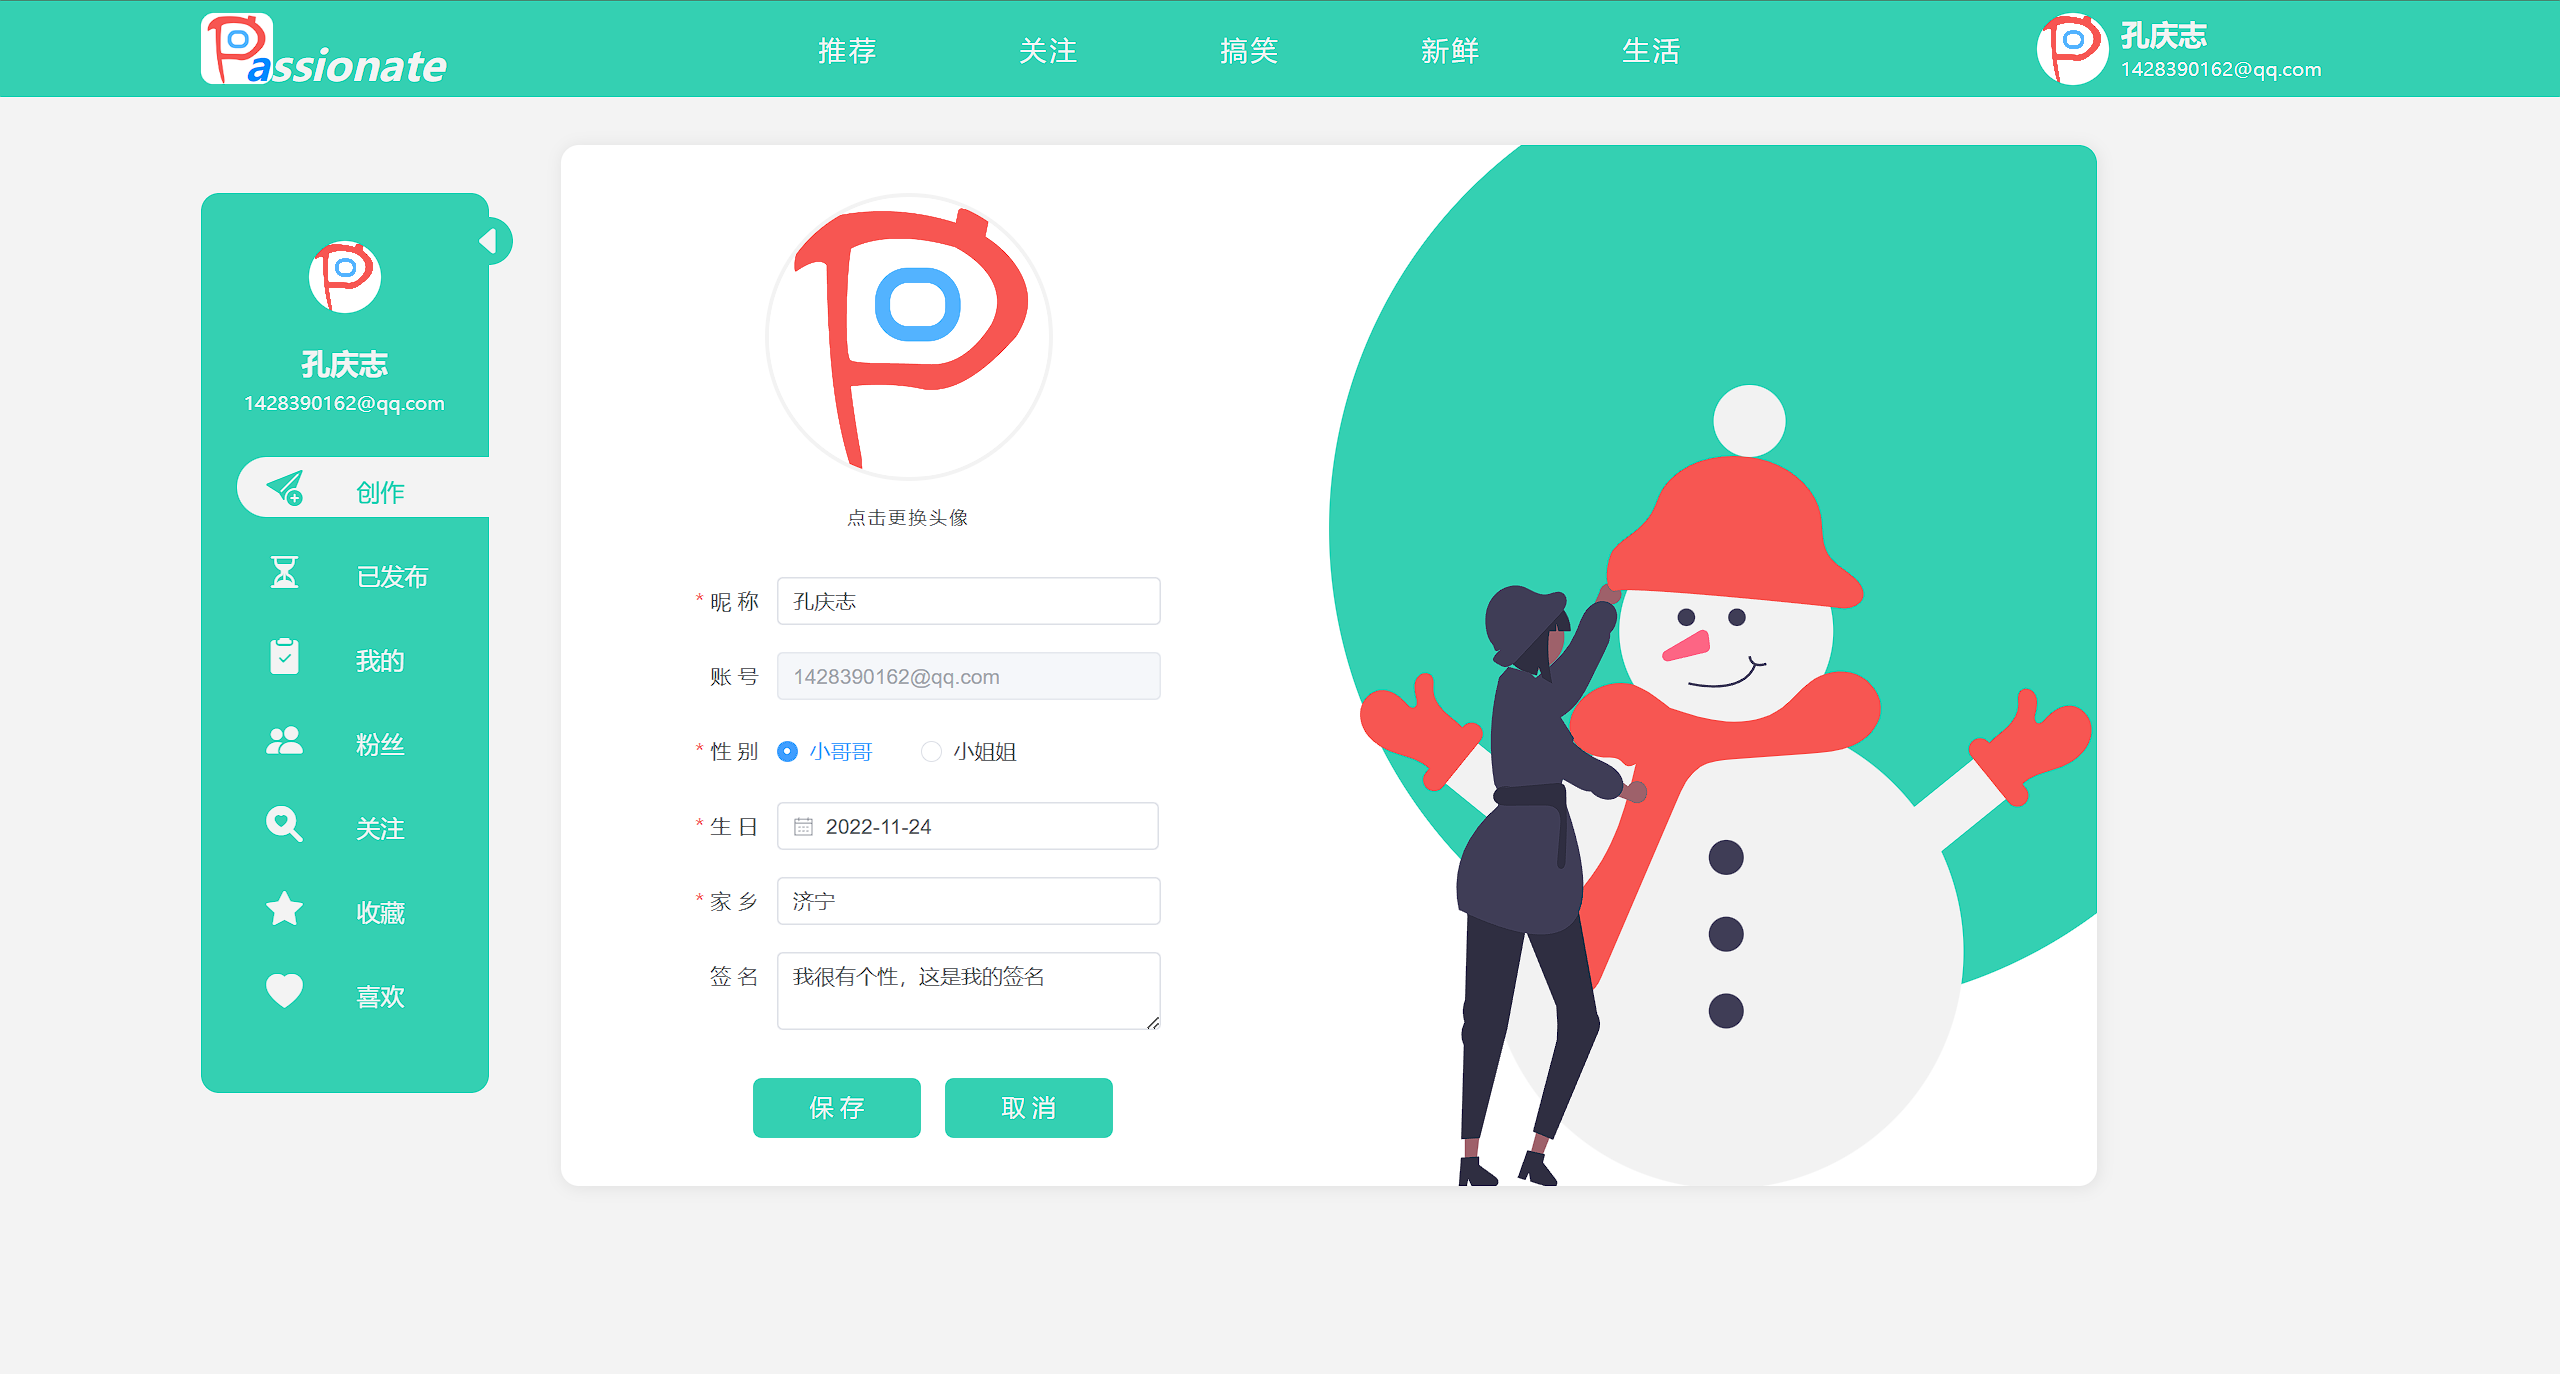 Passionate
推荐
关注
搞笑
新鲜
生活
孔庆志
1428390162@qq.com
孔庆志
1428390162@qq.com
创作
已发布
我的
粉丝
关注
收藏
喜欢
点击更换头像
* 昵 称 孔庆志
账 号 1428390162@qq.com
* 性 别 小哥哥 小姐姐
* 生 日 2022-11-24
* 家 乡 济宁
签 名 我很有个性，这是我的签名
保 存
取 消